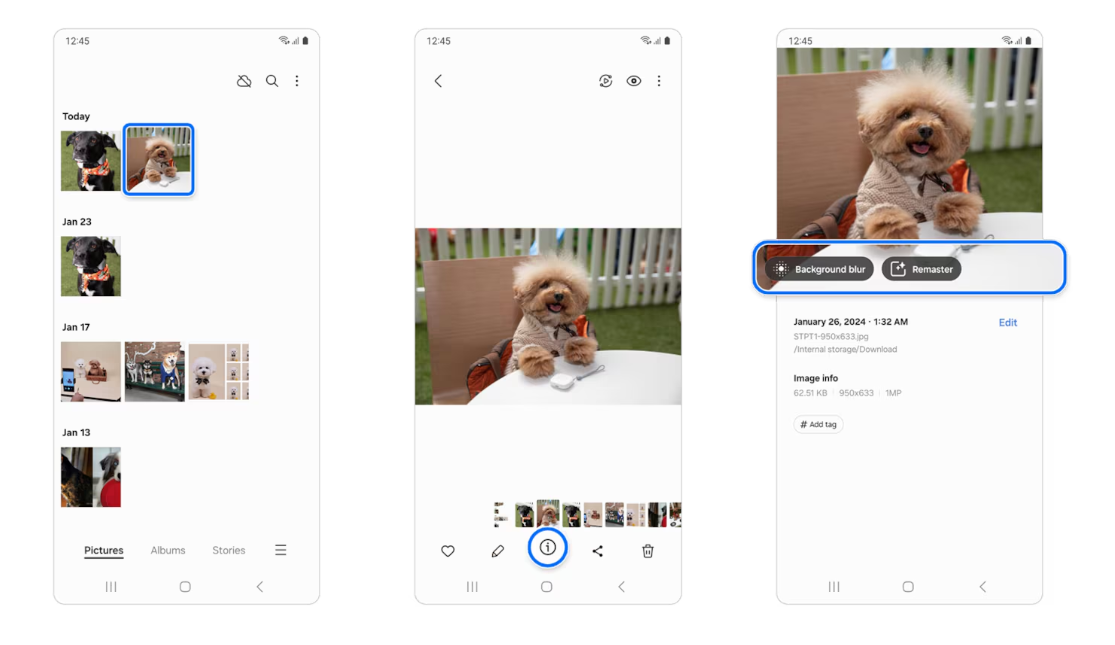 12:45
Today
Jan 23
Jan 17
Jan 13
Pictures Albums Stories
12:45
12:45
Background blur Remaster
January 26, 2024 · 1:32 AM Edit
STPT1-950x633.jpg
/Internal storage/Download
Image info
62.51 KB 950x633 1MP
# Add tag